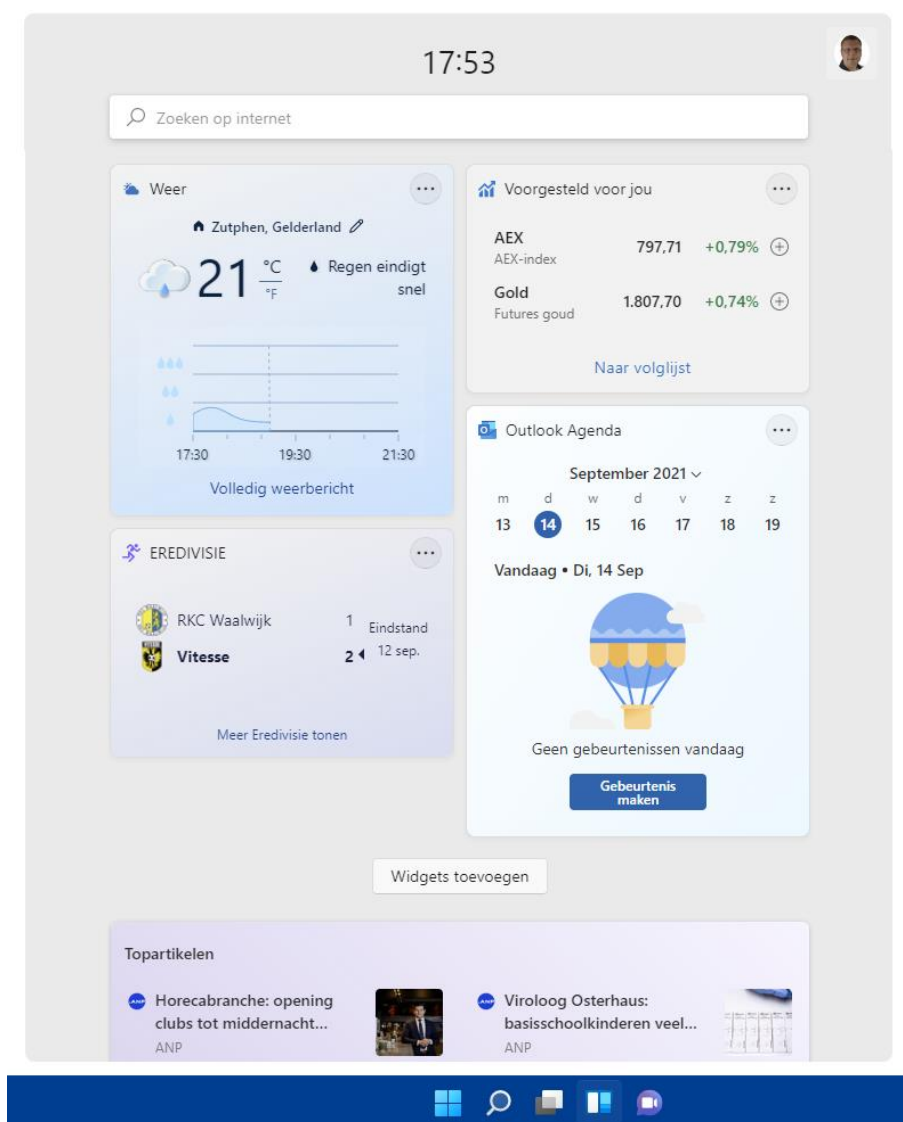 17:53
Zoeken op internet
Weer
Zutphen, Gelderland
21 °C
°F
Regen eindigt
snel
17:30 19:30 21:30
Volledig weerbericht
EREDIVISIE
RKC Waalwijk 1
Vitesse 2
Eindstand
12 sep.
Meer Eredivisie tonen
Voorgesteld voor jou
AEX 797,71 +0,79%
AEX-index
Gold 1.807,70 +0,74%
Futures goud
Naar volglijst
Outlook Agenda
September 2021
m d w d v z z
13 14 15 16 17 18 19
Vandaag • Di, 14 Sep
Geen gebeurtenissen vandaag
Gebeurtenis
maken
Widgets toevoegen
Topartikelen
ANP
Horecabranche: opening
clubs tot middernacht...
ANP
ANP
Viroloog Osterhaus:
basisschoolkinderen veel...
ANP